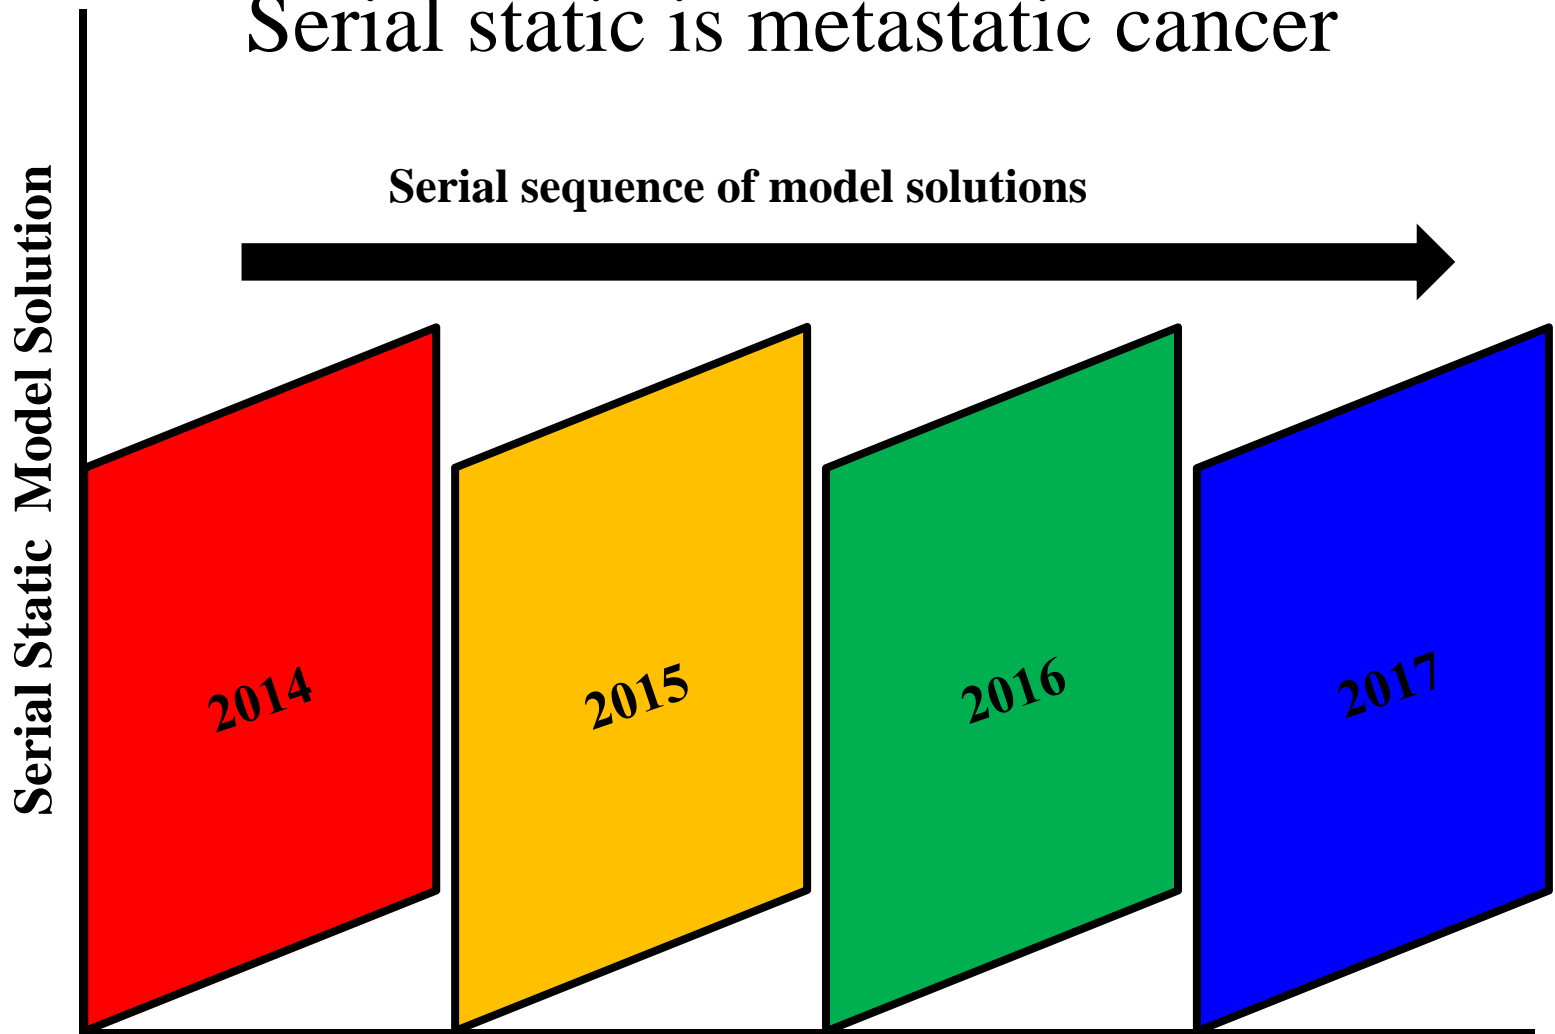 Serial static is metastatic cancer
Serial sequence of model solutions
Serial Static Model Solution
2014
2015
2016
2017